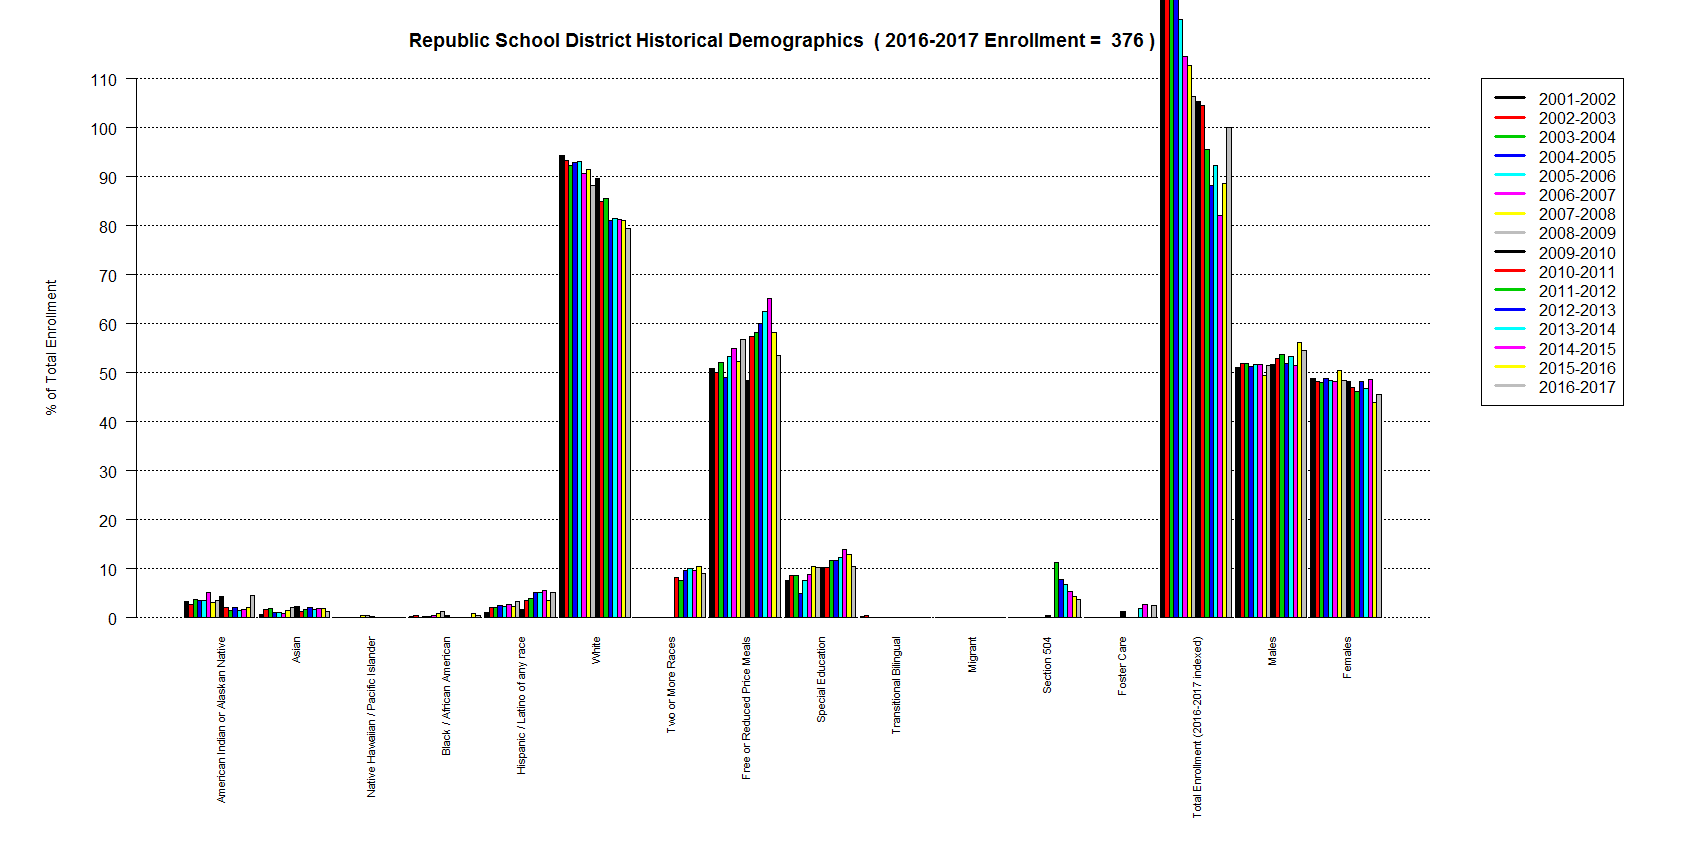 Republic School District Historical Demographics  ( 2016-2017 Enrollment =  376 )
% of Total Enrollment
110
100
90
80
70
60
50
40
30
20
10
0
American Indian or Alaskan Native
Asian
Native Hawaiian / Pacific Islander
Black / African American
Hispanic / Latino of any race
White
Two or More Races
Free or Reduced Price Meals
Special Education
Transitional Bilingual
Migrant
Section 504
Foster Care
Total Enrollment (2016-2017 indexed)
Males
Females
2001-2002
2002-2003
2003-2004
2004-2005
2005-2006
2006-2007
2007-2008
2008-2009
2009-2010
2010-2011
2011-2012
2012-2013
2013-2014
2014-2015
2015-2016
2016-2017